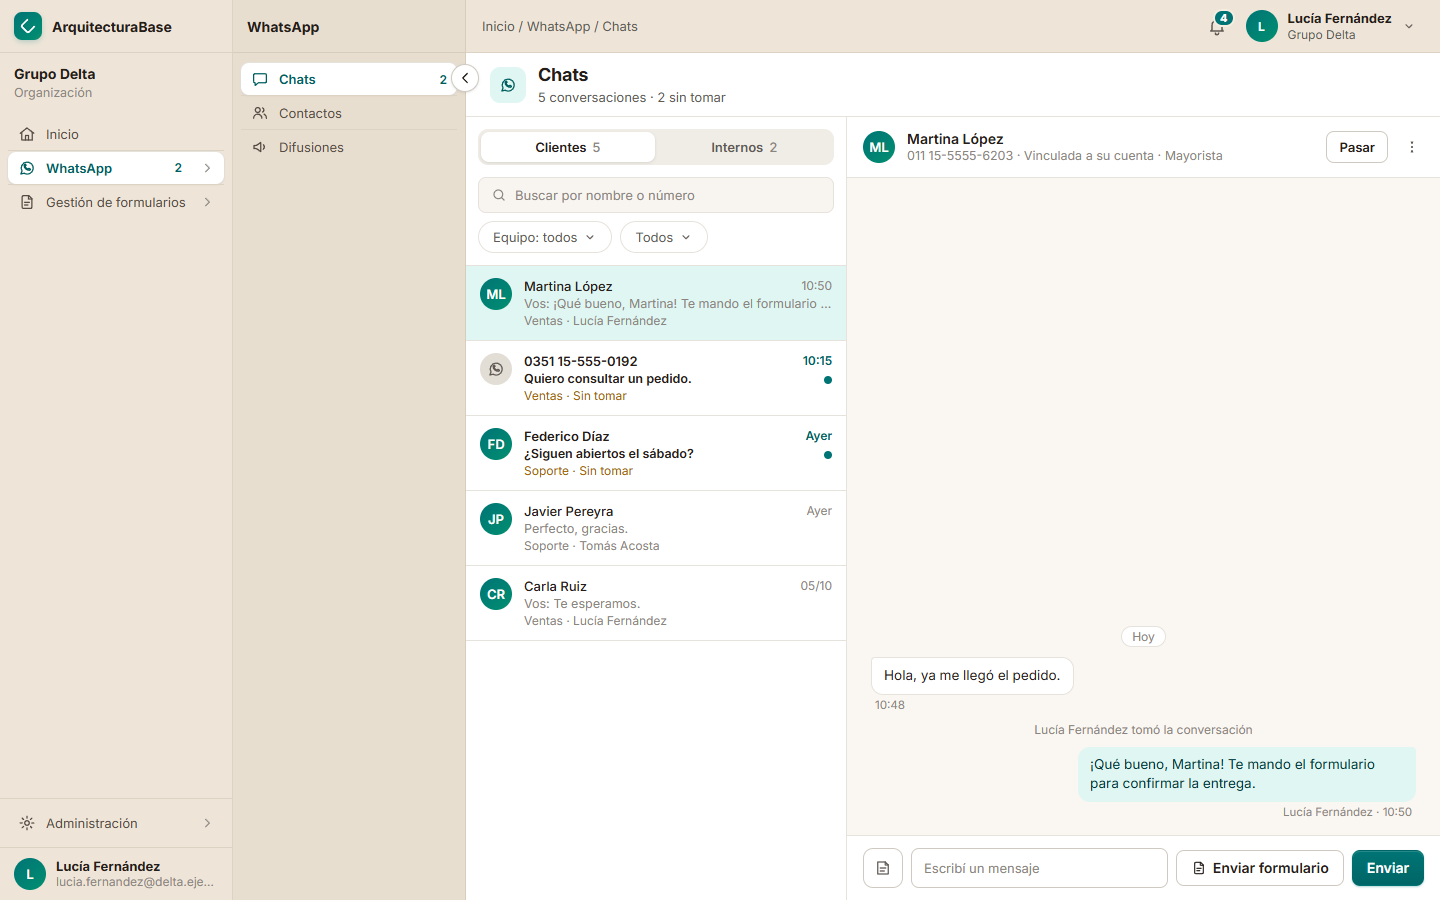 ArquitecturaBase
Grupo Delta
Organización
Inicio
WhatsApp 2
Gestión de formularios
Administración
Lucía Fernández
lucia.fernandez@delta.eje...
WhatsApp
Chats 2
Contactos
Difusiones
Inicio / WhatsApp / Chats
4
L
Lucía Fernández
Grupo Delta
L
Chats
5 conversaciones · 2 sin tomar
Clientes 5
Internos 2
Buscar por nombre o número
Equipo: todos
Todos
ML
Martina López 10:50
Vos: ¡Qué bueno, Martina! Te mando el formulario ...
Ventas · Lucía Fernández
0351 15-555-0192 10:15
Quiero consultar un pedido.
Ventas · Sin tomar
FD
Federico Díaz Ayer
¿Siguen abiertos el sábado?
Soporte · Sin tomar
JP
Javier Pereyra Ayer
Perfecto, gracias.
Soporte · Tomás Acosta
CR
Carla Ruiz 05/10
Vos: Te esperamos.
Ventas · Lucía Fernández
ML
Martina López
011 15-5555-6203 · Vinculada a su cuenta · Mayorista
Pasar
Hoy
Hola, ya me llegó el pedido.
10:48
Lucía Fernández tomó la conversación
¡Qué bueno, Martina! Te mando el formulario
para confirmar la entrega.
Lucía Fernández · 10:50
Escribí un mensaje
Enviar formulario
Enviar